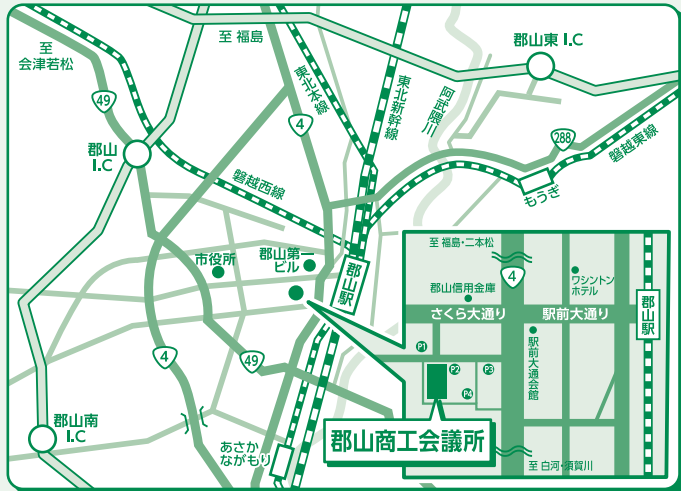 至
会津若松
至 福島
郡山東 I.C
49
東北本線
東北新幹線
阿武隈川
4
288
磐越東線
郡山
I.C
もうぎ
磐越西線
市役所
郡山第一
ビル
郡山駅
4
49
郡山南
I.C
あさか
ながもり
至 福島・二本松
4
ワシントン
ホテル
郡山信用金庫
さくら大通り
駅前大通り
郡山駅
駅前大通会館
P1
P2
P3
P4
郡山商工会議所
至 白河・須賀川